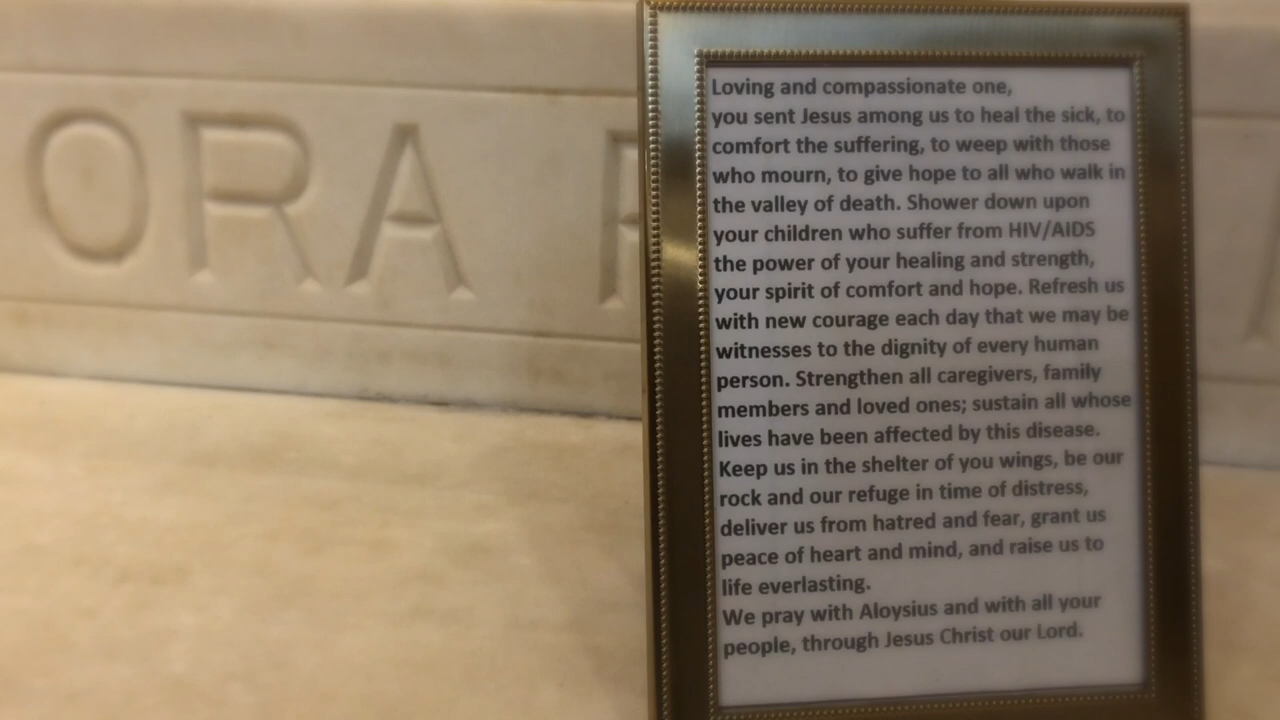 ORA
Loving and compassionate one,
you sent Jesus among us to heal the sick, to
comfort the suffering, to weep with those
who mourn, to give hope to all who walk in
the valley of death. Shower down upon
your children who suffer from HIV/AIDS
the power of your healing and strength,
your spirit of comfort and hope. Refresh us
with new courage each day that we may be
witnesses to the dignity of every human
person. Strengthen all caregivers, family
members and loved ones; sustain all whose
lives have been affected by this disease.
Keep us in the shelter of you wings, be our
rock and our refuge in time of distress,
deliver us from hatred and fear, grant us
peace of heart and mind, and raise us to
life everlasting.
We pray with Aloysius and with all your
people, through Jesus Christ our Lord.